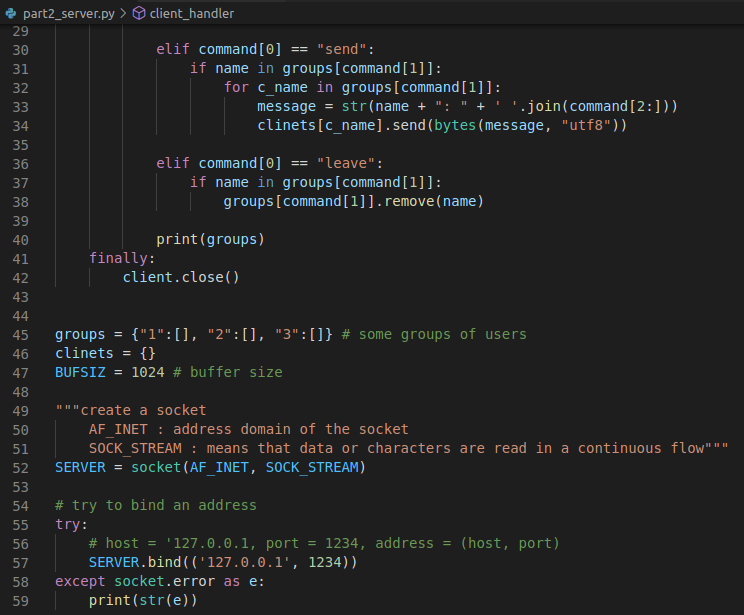 part2_server.py > client_handler
29
30 elif command[0] == "send":
31 if name in groups[command[1]]:
32 for c_name in groups[command[1]]:
33 message = str(name + ": " + ' '.join(command[2:]))
34 clinets[c_name].send(bytes(message, "utf8"))
35
36 elif command[0] == "leave":
37 if name in groups[command[1]]:
38 groups[command[1]].remove(name)
39
40 print(groups)
41 finally:
42 client.close()
43
44
45 groups = {"1":[], "2":[], "3":[]} # some groups of users
46 clinets = {}
47 BUFSIZ = 1024 # buffer size
48
49 """create a socket
50 AF_INET : address domain of the socket
51 SOCK_STREAM : means that data or characters are read in a continuous flow"""
52 SERVER = socket(AF_INET, SOCK_STREAM)
53
54 # try to bind an address
55 try:
56 # host = '127.0.0.1, port = 1234, address = (host, port)
57 SERVER.bind(('127.0.0.1', 1234))
58 except socket.error as e:
59 print(str(e))